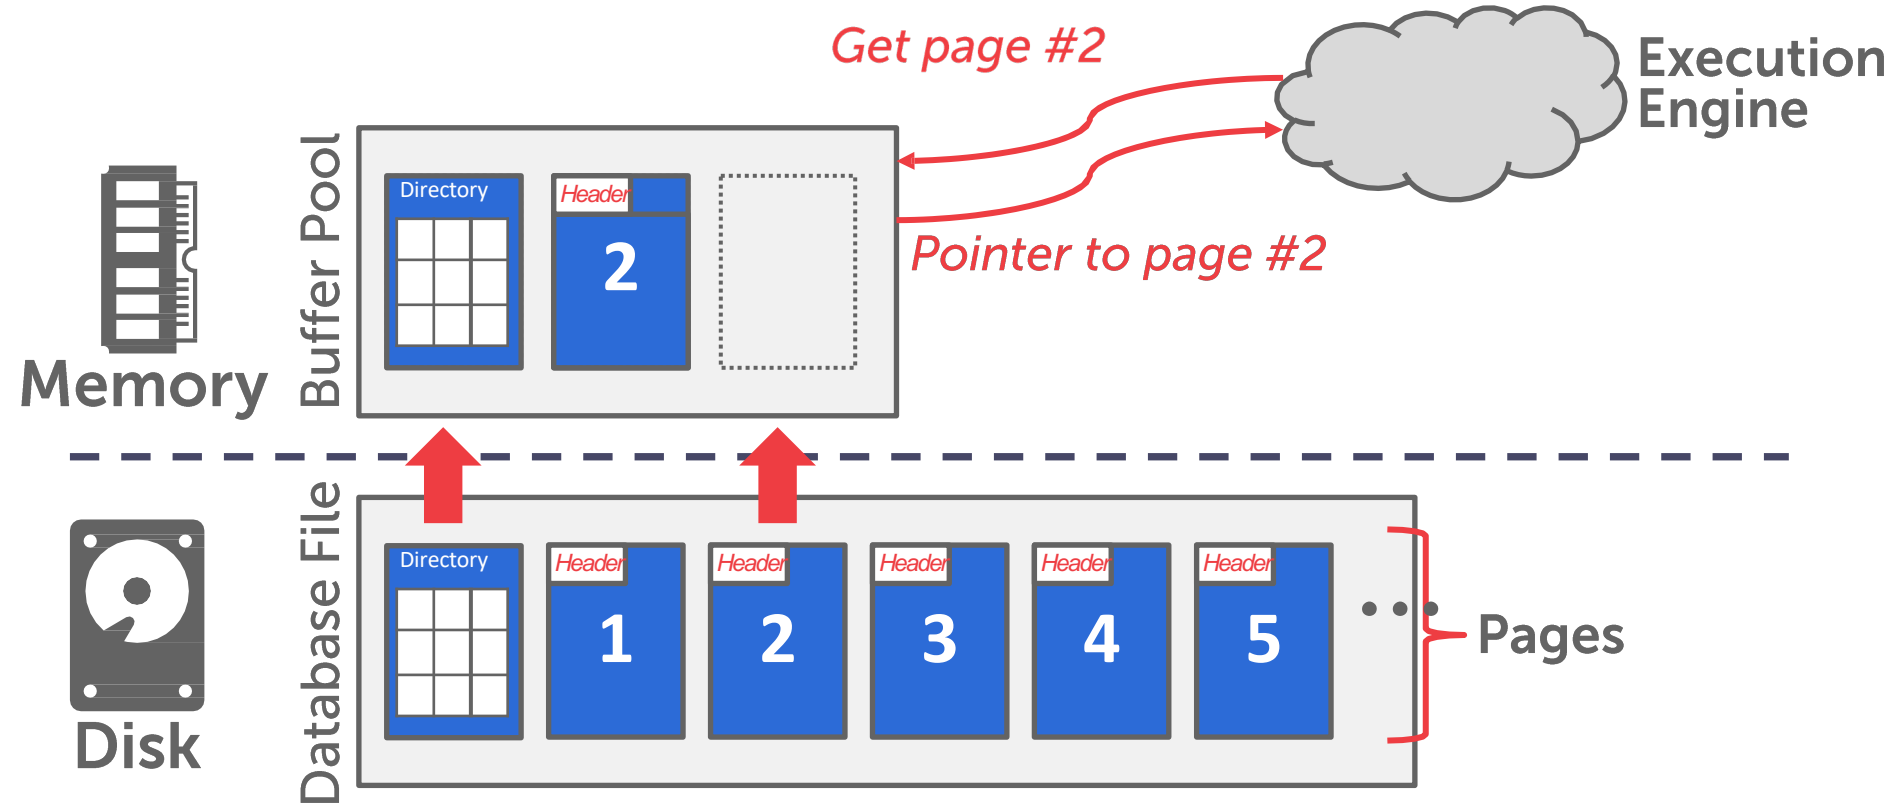 Get page #2
Execution
Engine
Buffer Pool
Directory
Header
2
Pointer to page #2
Memory
Database File
Directory
Header
1
Header
2
Header
3
Header
4
Header
5
Pages
Disk